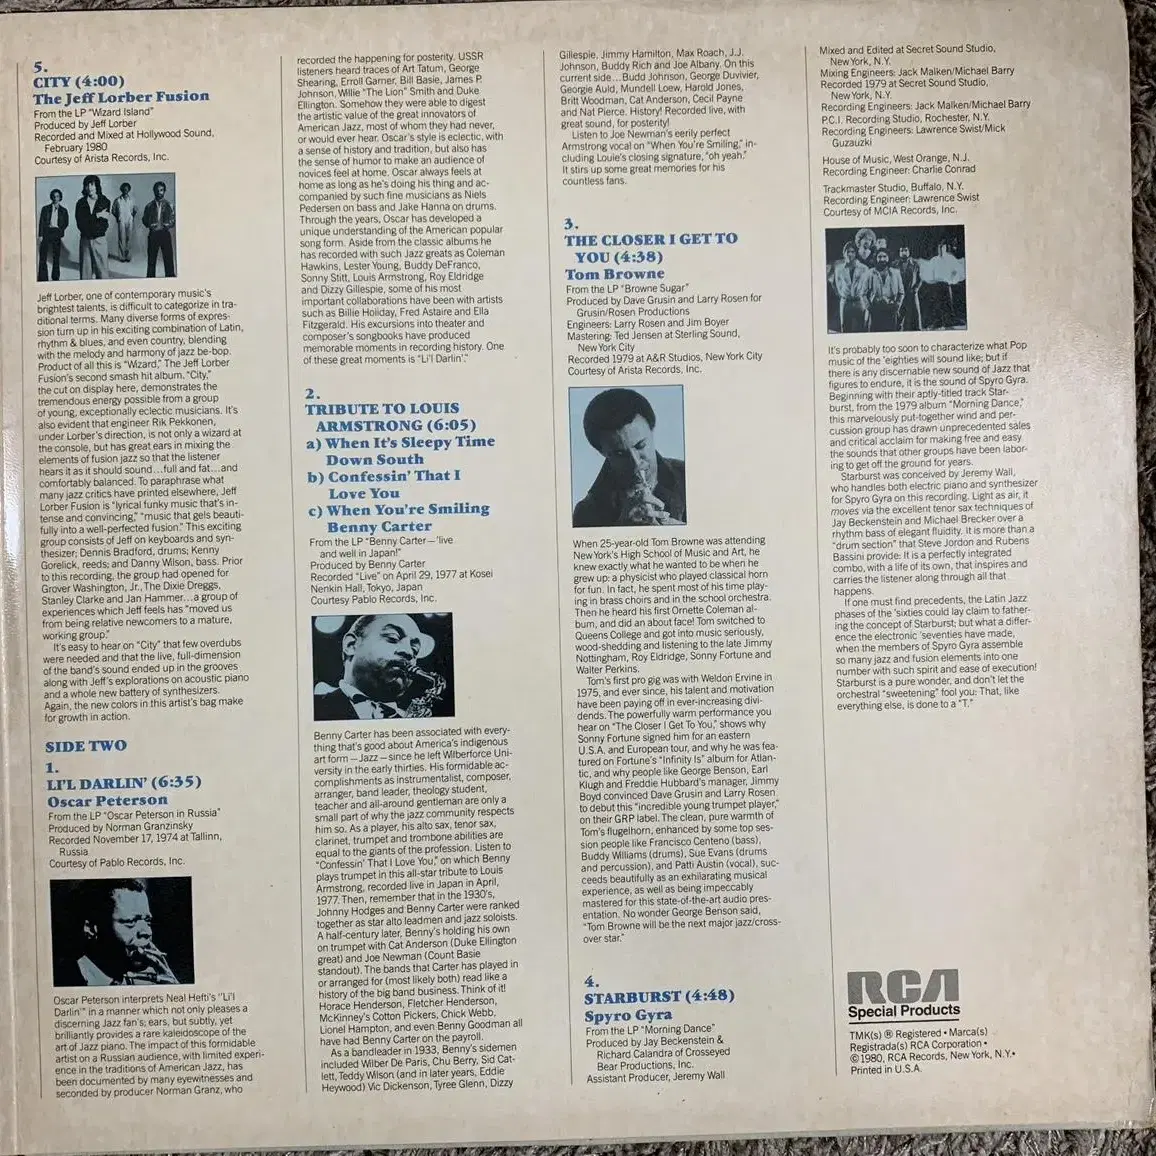 5.
CITY (4:00)
The Jeff Lorber Fusion
From the LP "Wizard Island"
Produced by Jeff Lorber
Recorded and Mixed at Hollywood Sound,
February 1980
Courtesy of Arista Records, Inc.
Jeff Lorber, one of contemporary music's
brightest talents, is difficult to categorize in tra-
ditional terms. Many diverse forms of expres-
sion turn up in his exciting combination of Latin,
rhythm & blues, and even country, blending
with the melody and harmony of jazz be-bop.
Product of all this is "Wizard," The Jeff Lorber
Fusion's second smash hit album. "City,"
the cut on display here, demonstrates the
tremendous energy possible from a group
of young, exceptionally eclectic musicians. It's
also evident that engineer Rik Pekkonen,
under Lorber's direction, is not only a wizard at
the console, but has great ears in mixing the
elements of fusion jazz so that the listener
hears it as it should sound...full and fat...and
comfortably balanced. To paraphrase what
many jazz critics have printed elsewhere, Jeff
Lorber Fusion is "lyrical funky music that's in-
tense and convincing," "music that gels beauti-
fully into a well-perfected fusion." This exciting
group consists of Jeff on keyboards and syn-
thesizer; Dennis Bradford, drums; Kenny
Gorelick, reeds; and Danny Wilson, bass. Prior
to this recording, the group had opened for
Grover Washington, Jr., The Dixie Dreggs,
Stanley Clarke and Jan Hammer...a group of
experiences which Jeff feels has "moved us
from being relative newcomers to a mature,
working group."
It's easy to hear on "City" that few overdubs
were needed and that the live, full-dimension
of the band's sound ended up in the grooves
along with Jeff's explorations on acoustic piano
and a whole new battery of synthesizers.
Again, the new colors in this artist's bag make
for growth in action.
SIDE TWO
1.
LI'L DARLIN' (6:35)
Oscar Peterson
From the LP "Oscar Peterson in Russia"
Produced by Norman Granzinsky
Recorded November 17, 1974 at Tallinn,
Russia
Courtesy of Pablo Records, Inc.
Oscar Peterson interprets Neal Hefti's "Li'l
Darlin'" in a manner which not only pleases a
discerning Jazz fan's; ears, but subtly, yet
brilliantly provides a rare kaleidoscope of the
art of Jazz piano. The impact of this formidable
artist on a Russian audience, with limited experi-
ence in the traditions of American Jazz, has
been documented by many eyewitnesses and
seconded by producer Norman Granz, who
recorded the happening for posterity. USSR
listeners heard traces of Art Tatum, George
Shearing, Erroll Garner, Bill Basie, James P.
Johnson, Willie "The Lion" Smith and Duke
Ellington. Somehow they were able to digest
the artistic value of the great innovators of
American Jazz, most of whom they had never,
or would ever hear. Oscar's style is eclectic, with
a sense of history and tradition, but also has
the sense of humor to make an audience of
novices feel at home. Oscar always feels at
home as long as he's doing his thing and ac-
companied by such fine musicians as Niels
Pedersen on bass and Jake Hanna on drums.
Through the years, Oscar has developed a
unique understanding of the American popular
song form. Aside from the classic albums he
has recorded with such Jazz greats as Coleman
Hawkins, Lester Young, Buddy DeFranco,
Sonny Stitt, Louis Armstrong, Roy Eldridge
and Dizzy Gillespie, some of his most
important collaborations have been with artists
such as Billie Holiday, Fred Astaire and Ella
Fitzgerald. His excursions into theater and
composer's songbooks have produced
memorable moments in recording history. One
of these great moments is "Li'l Darlin'."
2.
TRIBUTE TO LOUIS
ARMSTRONG (6:05)
a) When It's Sleepy Time
Down South
b) Confessin' That I
Love You
c) When You're Smiling
Benny Carter
From the LP "Benny Carter—'live
and well in Japan!"
Produced by Benny Carter
Recorded "Live" on April 29, 1977 at Kosei
Nenkin Hall, Tokyo, Japan
Courtesy Pablo Records, Inc.
Benny Carter has been associated with every-
thing that's good about America's indigenous
art form—Jazz—since he left Wilberforce Uni-
versity in the early thirties. His formidable ac-
complishments as instrumentalist, composer,
arranger, band leader, theology student,
teacher and all-around gentleman are only a
small part of why the jazz community respects
him so. As a player, his alto sax, tenor sax,
clarinet, trumpet and trombone abilities are
equal to the giants of the profession. Listen to
"Confessin' That I Love You," on which Benny
plays trumpet in this all-star tribute to Louis
Armstrong, recorded live in Japan in April,
1977. Then, remember that in the 1930's,
Johnny Hodges and Benny Carter were ranked
together as star alto leadmen and jazz soloists.
A half-century later, Benny's holding his own
on trumpet with Cat Anderson (Duke Ellington
great) and Joe Newman (Count Basie
standout). The bands that Carter has played in
or arranged for (most likely both) read like a
history of the big band business. Think of it!
Horace Henderson, Fletcher Henderson,
McKinney's Cotton Pickers, Chick Webb,
Lionel Hampton, and even Benny Goodman all
have had Benny Carter on the payroll.
As a bandleader in 1933, Benny's sidemen
included Wilber De Paris, Chu Berry, Sid Cat-
lett, Teddy Wilson (and in later years, Eddie
Heywood) Vic Dickenson, Tyree Glenn, Dizzy
Gillespie, Jimmy Hamilton, Max Roach, J.J.
Johnson, Buddy Rich and Joe Albany. On this
current side...Budd Johnson, George Duvivier,
Georgie Auld, Mundell Loew, Harold Jones,
Britt Woodman, Cat Anderson, Cecil Payne
and Nat Pierce. History! Recorded live, with
great sound, for posterity!
Listen to Joe Newman's eerily perfect
Armstrong vocal on "When You're Smiling," in-
cluding Louie's closing signature, "oh yeah."
It stirs up some great memories for his
countless fans.
3.
THE CLOSER I GET TO
YOU (4:38)
Tom Browne
From the LP "Browne Sugar"
Produced by Dave Grusin and Larry Rosen for
Grusin/Rosen Productions
Engineers: Larry Rosen and Jim Boyer
Mastering: Ted Jensen at Sterling Sound,
New York City
Recorded 1979 at A&R Studios, New York City
Courtesy of Arista Records, Inc.
When 25-year-old Tom Browne was attending
New York's High School of Music and Art, he
knew exactly what he wanted to be when he
grew up: a physicist who played classical horn
for fun. In fact, he spent most of his time play-
ing in brass choirs and in the school orchestra.
Then he heard his first Ornette Coleman al-
bum, and did an about face! Tom switched to
Queens College and got into music seriously,
wood-shedding and listening to the late Jimmy
Nottingham, Roy Eldridge, Sonny Fortune and
Walter Perkins.
Tom's first pro gig was with Weldon Ervine in
1975, and ever since, his talent and motivation
have been paying off in ever-increasing divi-
dends. The powerfully warm performance you
hear on "The Closer I Get To You," shows why
Sonny Fortune signed him for an eastern
U.S.A. and European tour, and why he was fea-
tured on Fortune's "Infinity Is" album for Atlan-
tic, and why people like George Benson, Earl
Klugh and Freddie Hubbard's manager, Jimmy
Boyd convinced Dave Grusin and Larry Rosen
to debut this "incredible young trumpet player,"
on their GRP label. The clean, pure warmth of
Tom's flugelhorn, enhanced by some top ses-
sion people like Francisco Centeno (bass),
Buddy Williams (drums), Sue Evans (drums
and percussion), and Patti Austin (vocal), suc-
ceeds beautifully as an exhilarating musical
experience, as well as being impeccably
mastered for this state-of-the-art audio pres-
entation. No wonder George Benson said,
"Tom Browne will be the next major jazz/cross-
over star."
4.
STARBURST (4:48)
Spyro Gyra
From the LP "Morning Dance"
Produced by Jay Beckenstein &
Richard Calandra of Crosseyed
Bear Productions, Inc.
Assistant Producer, Jeremy Wall
Mixed and Edited at Secret Sound Studio,
New York, N.Y.
Mixing Engineers: Jack Malken/Michael Barry
Recorded 1979 at Secret Sound Studio,
New York, N.Y.
Recording Engineers: Jack Malken/Michael Barry
P.C.I. Recording Studio, Rochester, N.Y.
Recording Engineers: Lawrence Swist/Mick
Guzauzki
House of Music, West Orange, N.J.
Recording Engineer: Charlie Conrad
Trackmaster Studio, Buffalo, N.Y.
Recording Engineer: Lawrence Swist
Courtesy of MCIA Records, Inc.
It's probably too soon to characterize what Pop
music of the 'eighties will sound like; but if
there is any discernable new sound of Jazz that
figures to endure, it is the sound of Spyro Gyra.
Beginning with their aptly-titled track Star-
burst, from the 1979 album "Morning Dance,"
this marvelously put-together wind and per-
cussion group has drawn unprecedented sales
and critical acclaim for making free and easy
the sounds that other groups have been labor-
ing to get off the ground for years.
Starburst was conceived by Jeremy Wall,
who handles both electric piano and synthesizer
for Spyro Gyra on this recording. Light as air, it
moves via the excellent tenor sax techniques of
Jay Beckenstein and Michael Brecker over a
rhythm bass of elegant fluidity. It is more than a
"drum section" that Steve Jordon and Rubens
Bassini provide: It is a perfectly integrated
combo, with a life of its own, that inspires and
carries the listener along through all that
happens.
If one must find precedents, the Latin Jazz
phases of the 'sixties could lay claim to father-
ing the concept of Starburst; but what a differ-
ence the electronic 'seventies have made,
when the members of Spyro Gyra assemble
so many jazz and fusion elements into one
number with such spirit and ease of execution!
Starburst is a pure wonder, and don't let the
orchestral "sweetening" fool you: That, like
everything else, is done to a "T."
RCA
Special Products
TMK(s) ® Registered • Marca(s)
Registrada(s) RCA Corporation •
©1980, RCA Records, New York, N.Y.•
Printed in U.S.A.